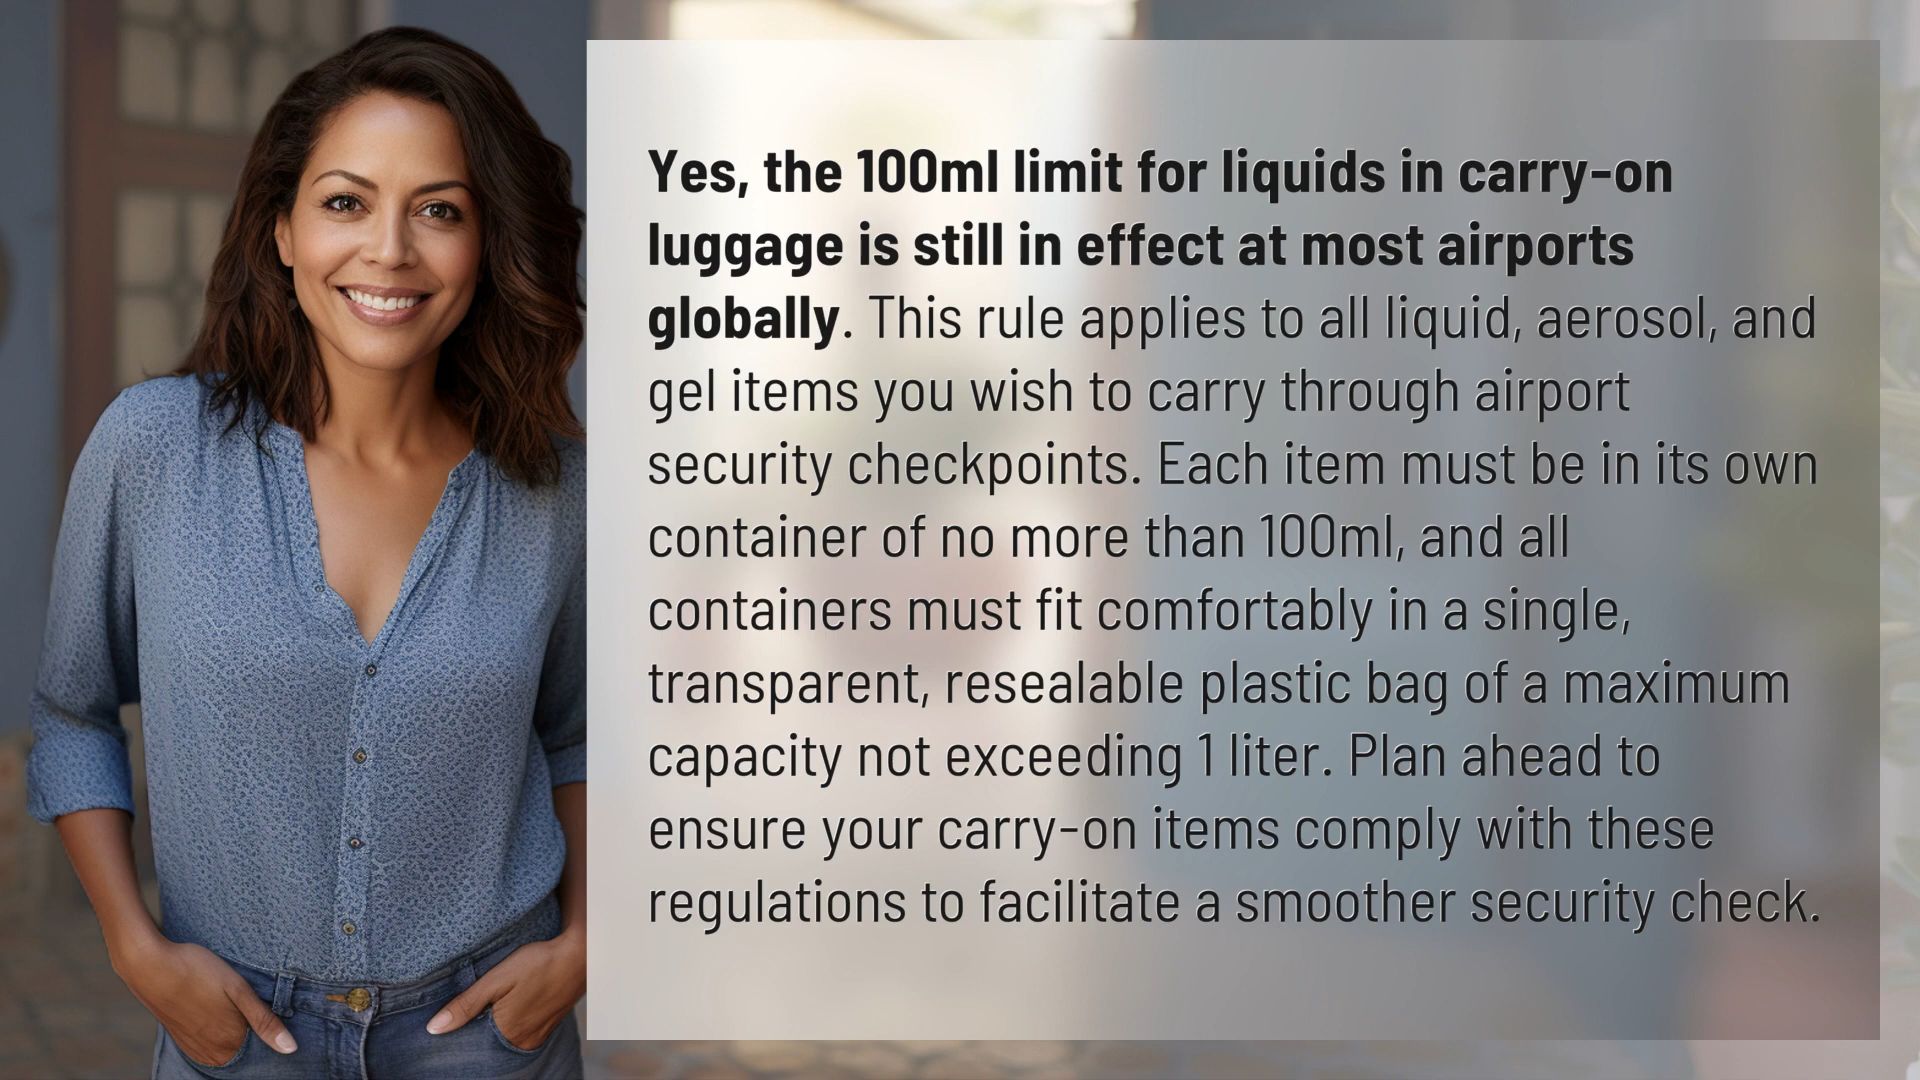 Yes, the 100ml limit for liquids in carry-on
luggage is still in effect at most airports
globally. This rule applies to all liquid, aerosol, and
gel items you wish to carry through airport
security checkpoints. Each item must be in its own
container of no more than 100ml, and all
containers must fit comfortably in a single,
transparent, resealable plastic bag of a maximum
capacity not exceeding 1 liter. Plan ahead to
ensure your carry-on items comply with these
regulations to facilitate a smoother security check.